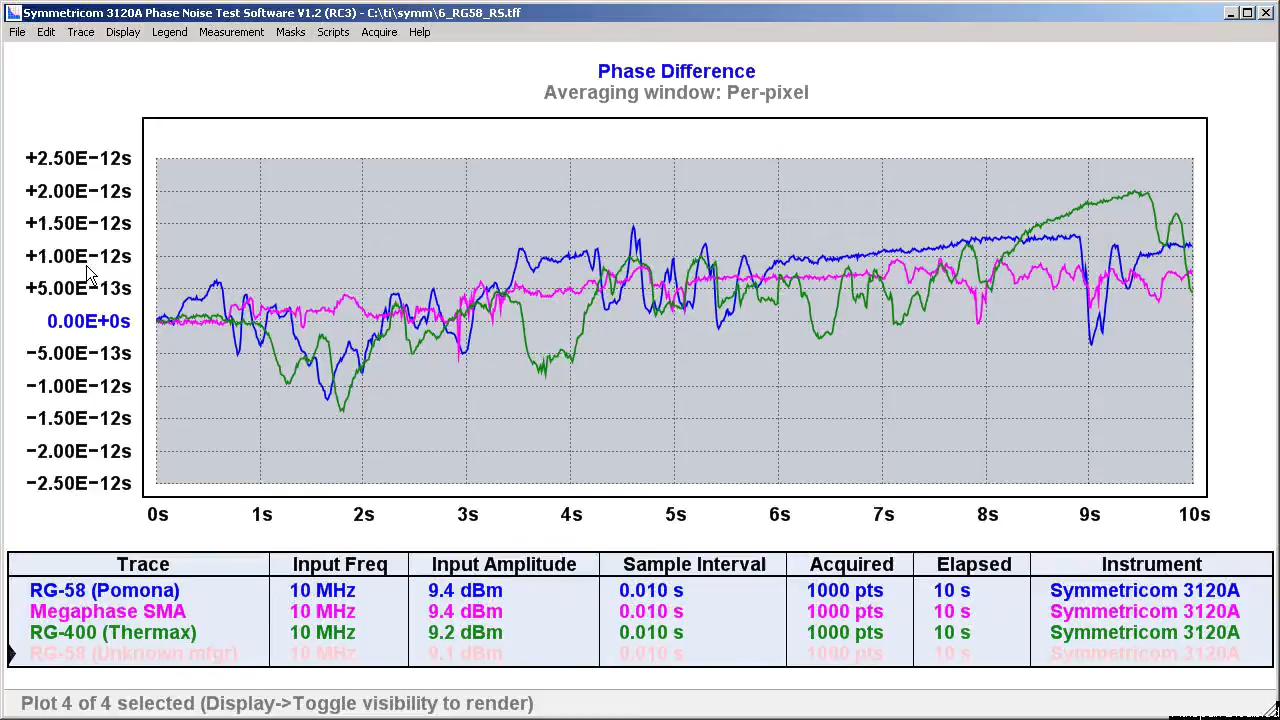 Symmetricom 3120A Phase Noise Test Software V1.2 (RC3) - C:\ti\symm\6_RG58_RS.tff
File Edit Trace Display Legend Measurement Masks Scripts Acquire Help
Phase Difference
Averaging window: Per-pixel
+2.50E−12s
+2.00E−12s
+1.50E−12s
+1.00E−12s
+5.00E−13s
0.00E+0s
−5.00E−13s
−1.00E−12s
−1.50E−12s
−2.00E−12s
−2.50E−12s
0s 1s 2s 3s 4s 5s 6s 7s 8s 9s 10s
Trace Input Freq Input Amplitude Sample Interval Acquired Elapsed Instrument
RG-58 (Pomona) 10 MHz 9.4 dBm 0.010 s 1000 pts 10 s Symmetricom 3120A
Megaphase SMA 10 MHz 9.4 dBm 0.010 s 1000 pts 10 s Symmetricom 3120A
RG-400 (Thermax) 10 MHz 9.2 dBm 0.010 s 1000 pts 10 s Symmetricom 3120A
RG-58 (Unknown mfgr) 10 MHz 9.1 dBm 0.010 s 1000 pts 10 s Symmetricom 3120A
Plot 4 of 4 selected (Display->Toggle visibility to render)